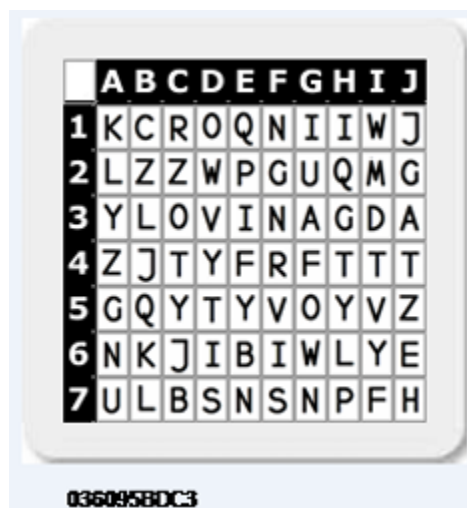 A B C D E F G H I J
1 K C R O Q N I I W J
2 L Z Z W P G U Q M G
3 Y L O V I N A G D A
4 Z J T Y F R F T T T
5 G Q Y T Y V O Y V Z
6 N K J I B I W L Y E
7 U L B S N S N P F H
036095BDC3